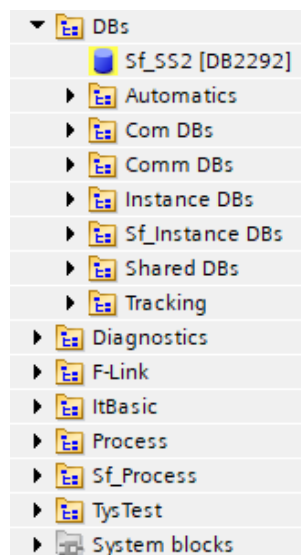 DBs
Sf_SS2 [DB2292]
Automatics
Com DBs
Comm DBs
Instance DBs
Sf_Instance DBs
Shared DBs
Tracking
Diagnostics
F-Link
ItBasic
Process
Sf_Process
TysTest
System blocks